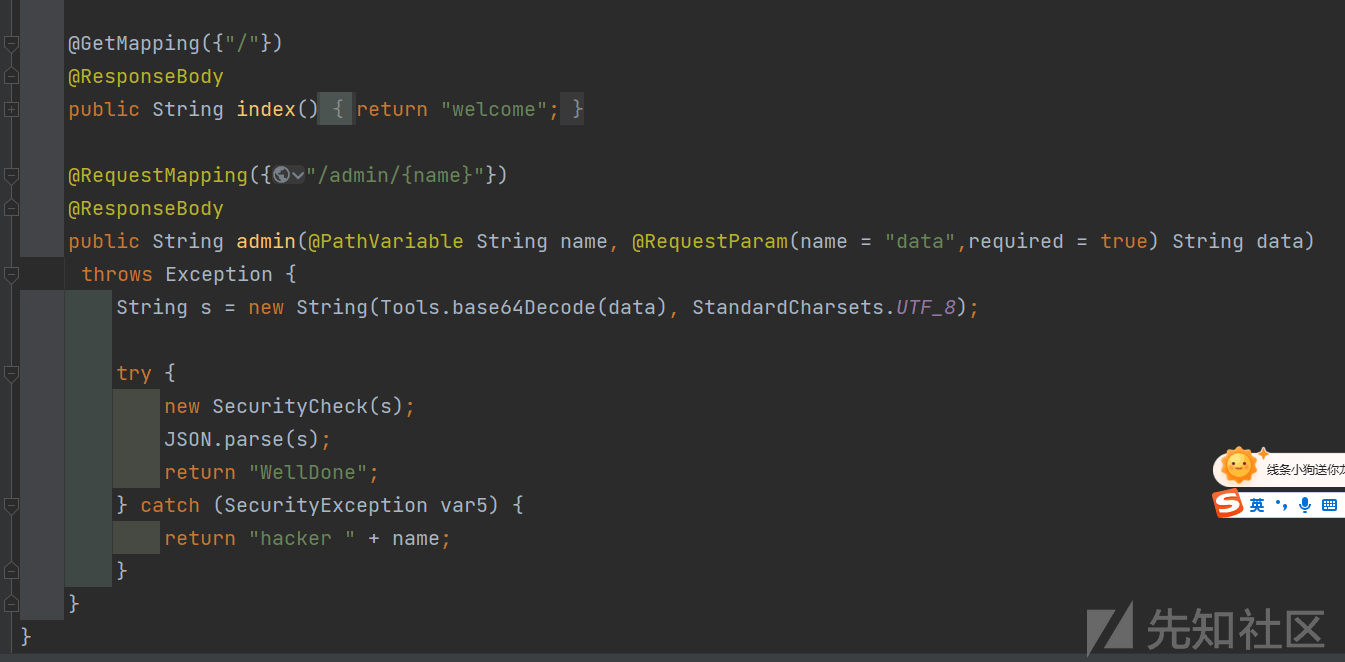 @GetMapping({"/"})
@ResponseBody
public String index() { return "welcome"; }
@RequestMapping({"/admin/{name}"})
@ResponseBody
public String admin(@PathVariable String name, @RequestParam(name = "data",required = true) String data)
throws Exception {
String s = new String(Tools.base64Decode(data), StandardCharsets.UTF_8);
try {
new SecurityCheck(s);
JSON.parse(s);
return "WellDone";
} catch (SecurityException var5) {
return "hacker " + name;
}
}
}
线条小狗送你
英
先知社区